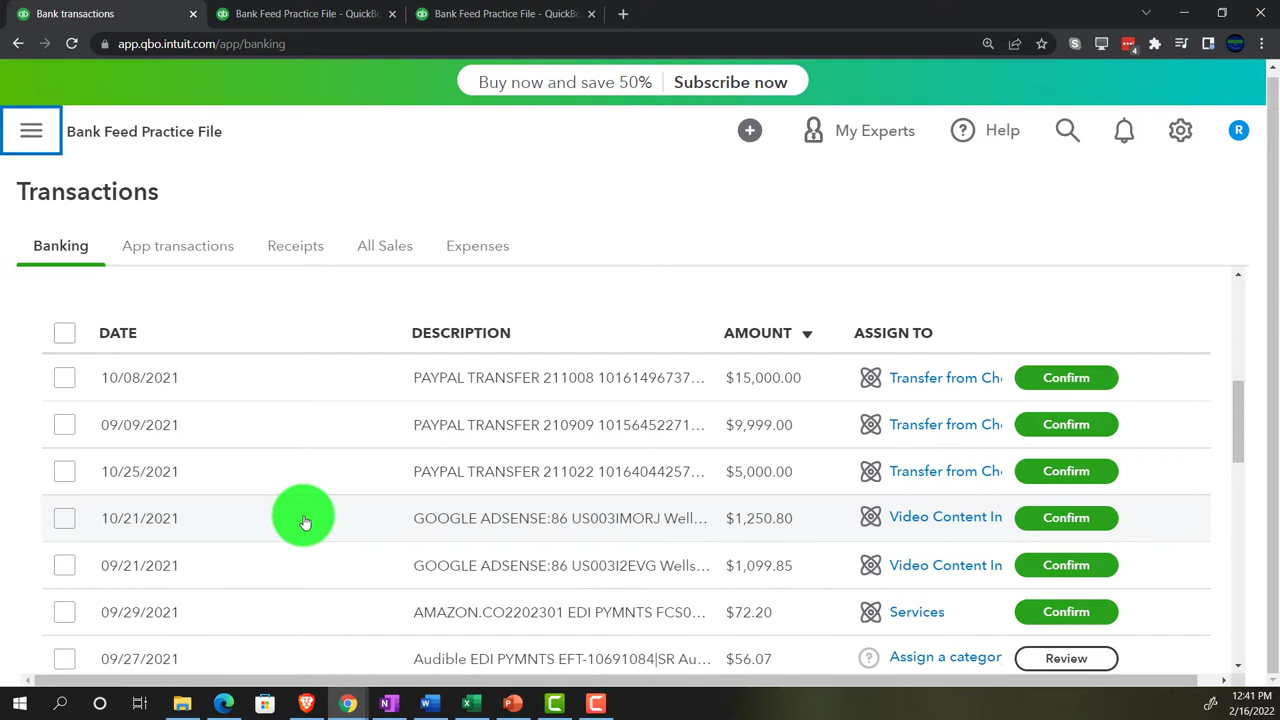 Bank transactions
Bank Feed Practice File - QuickBo
Bank Feed Practice File - QuickBo
app.qbo.intuit.com/app/banking
4
Buy now and save 50% Subscribe now
Bank Feed Practice File
My Experts
Help
R
Transactions
Banking App transactions Receipts All Sales Expenses
DATE DESCRIPTION AMOUNT ASSIGN TO
10/08/2021 PAYPAL TRANSFER 211008 10161496737... $15,000.00 Transfer from Che Confirm
09/09/2021 PAYPAL TRANSFER 210909 10156452271... $9,999.00 Transfer from Che Confirm
10/25/2021 PAYPAL TRANSFER 211022 10164044257... $5,000.00 Transfer from Che Confirm
10/21/2021 GOOGLE ADSENSE:86 US003IMORJ Well... $1,250.80 Video Content In Confirm
09/21/2021 GOOGLE ADSENSE:86 US003I2EVG Wells... $1,099.85 Video Content In Confirm
09/29/2021 AMAZON.CO2202301 EDI PYMNTS FCS0... $72.20 Services Confirm
09/27/2021 Audible EDI PYMNTS EFT-10691084|SR Au... $56.07 Assign a categor Review
12:41 PM
2/16/2022